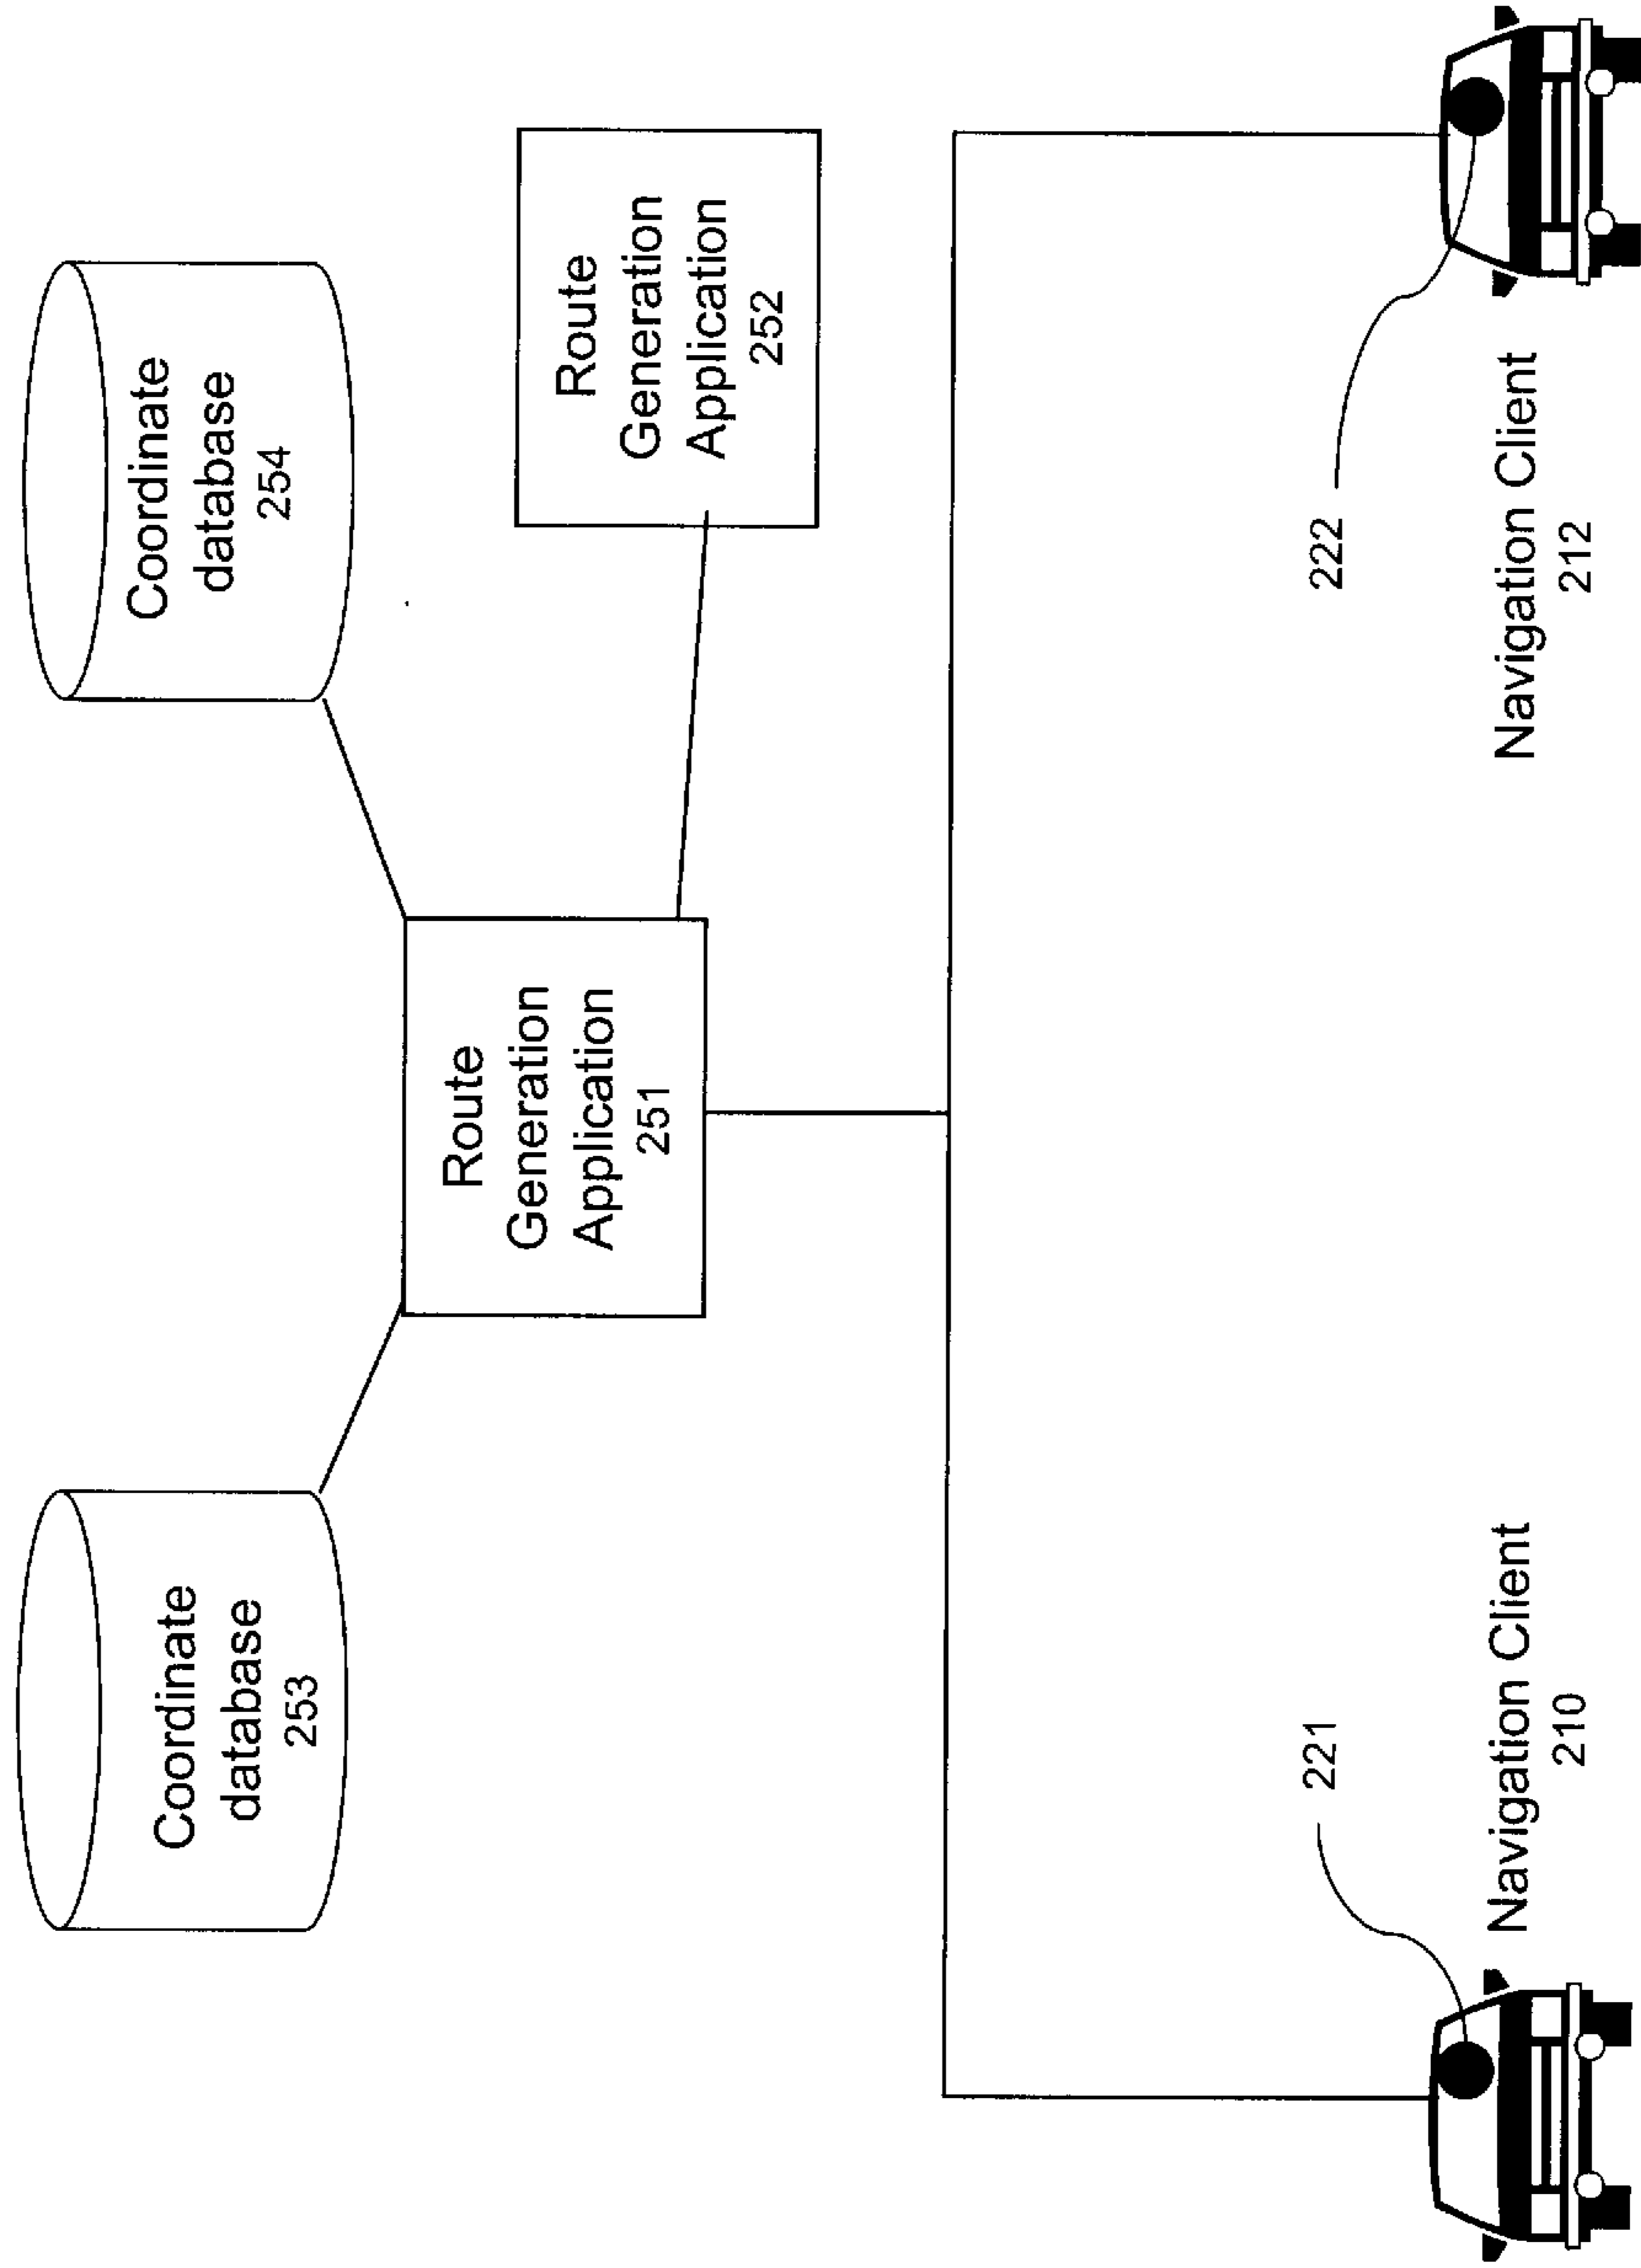 Coordinate
database
253
Coordinate
database
254
Route
Generation
Application
251
Route
Generation
Application
252
221
Navigation Client
210
222
Navigation Client
212